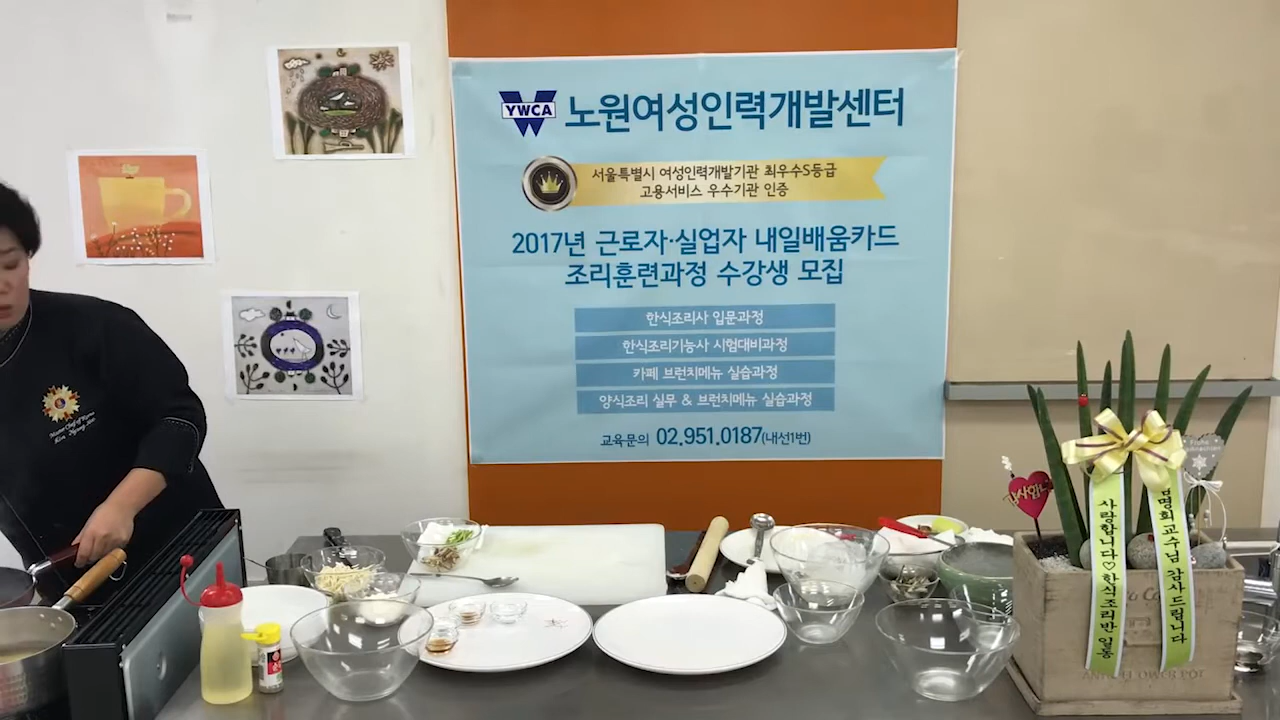 YWCA
노원여성인력개발센터
서울특별시 여성인력개발기관 최우수S등급
고용서비스 우수기관 인증
2017년 근로자·실업자 내일배움카드
조리훈련과정 수강생 모집
한식조리사 입문과정
한식조리기능사 시험대비과정
카페 브런치메뉴 실습과정
양식조리 실무 & 브런치메뉴 실습과정
교육문의 02.951.0187(내선1번)
Master Chef of Korea
사랑합니다♡한식조리반 일동
명희교수님 감사드립니다
Frohe
FLOWER POT